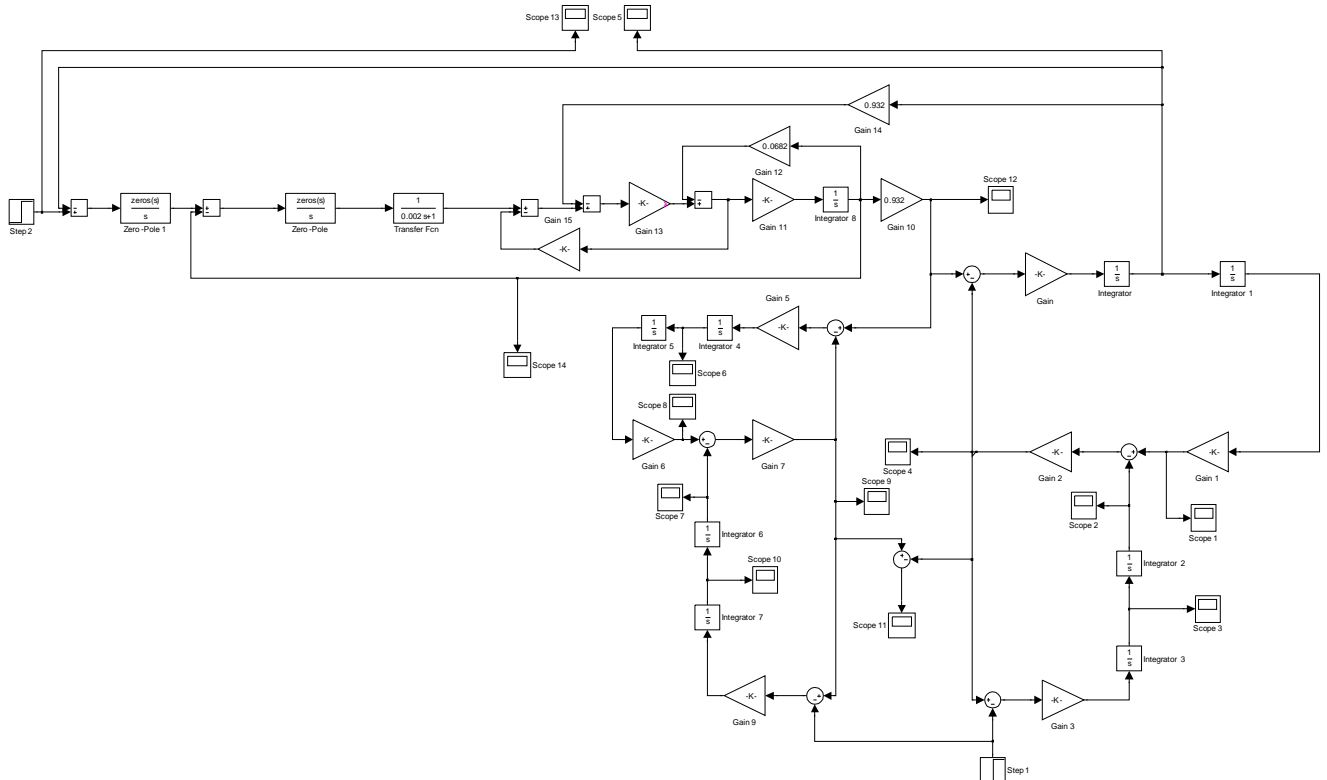 Scope 13
Scope 5
0.932
Gain 14
0.0682
Gain 12
Scope 12
Step 2
zeros(s)
s
Zero -Pole 1
zeros(s)
s
Zero -Pole
1
0.002 s+1
Transfer Fcn
Gain 15
-K-
Gain 13
-K-
Gain 11
1
s
Integrator 8
0.932
Gain 10
-K-
-K-
Gain
1
s
Integrator
1
s
Integrator 1
Gain 5
-K-
1
s
Integrator 4
1
s
Integrator 5
Scope 6
Scope 14
Scope 8
-K-
Gain 6
-K-
Gain 7
Scope 4
-K-
Gain 2
-K-
Gain 1
Scope 9
Scope 7
Scope 2
Scope 1
1
s
Integrator 6
Scope 10
1
s
Integrator 2
1
s
Integrator 7
Scope 11
Scope 3
1
s
Integrator 3
-K-
Gain 9
-K-
Gain 3
Step 1